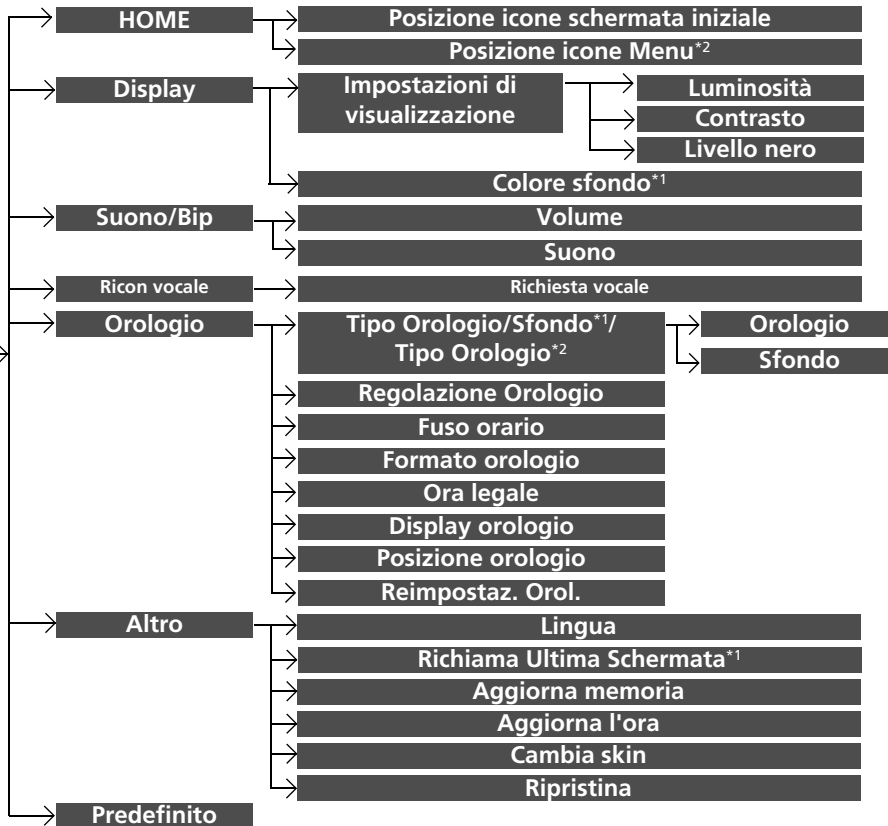 HOME
Posizione icone schermata iniziale
Posizione icone Menu*2
Display
Impostazioni di
visualizzazione
Luminosità
Contrasto
Livello nero
Colore sfondo*1
Suono/Bip
Volume
Suono
Ricon vocale
Richiesta vocale
Orologio
Tipo Orologio/Sfondo*1/
Tipo Orologio*2
Orologio
Sfondo
Regolazione Orologio
Fuso orario
Formato orologio
Ora legale
Display orologio
Posizione orologio
Reimpostaz. Orol.
Altro
Lingua
Richiama Ultima Schermata*1
Aggiorna memoria
Aggiorna l'ora
Cambia skin
Ripristina
Predefinito